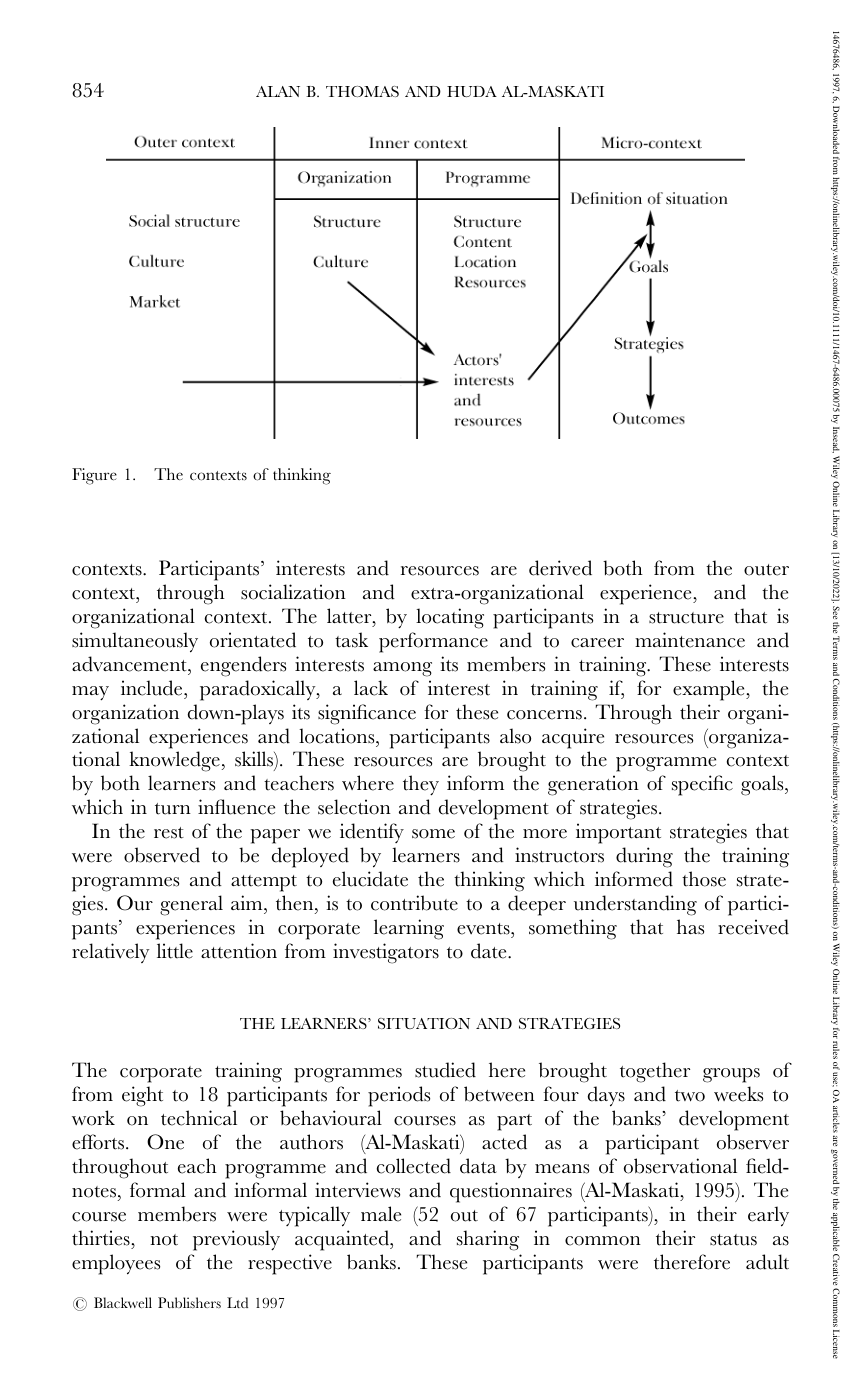 854
ALAN B. THOMAS AND HUDA AL-MASKATI
Outer context
Inner context
Micro-context
Organization
Programme
Definition of situation
Social structure
Structure
Structure
Content
Culture
Culture
Location
Goals
Resources
Market
Strategies
Actors'
interests
and
resources
Outcomes
Figure 1. The contexts of thinking
contexts. Participants' interests and resources are derived both from the outer
context, through socialization and extra-organizational experience, and the
organizational context. The latter, by locating participants in a structure that is
simultaneously orientated to task performance and to career maintenance and
advancement, engenders interests among its members in training. These interests
may include, paradoxically, a lack of interest in training if, for example, the
organization down-plays its significance for these concerns. Through their organi-
zational experiences and locations, participants also acquire resources (organiza-
tional knowledge, skills). These resources are brought to the programme context
by both learners and teachers where they inform the generation of specific goals,
which in turn influence the selection and development of strategies.
In the rest of the paper we identify some of the more important strategies that
were observed to be deployed by learners and instructors during the training
programmes and attempt to elucidate the thinking which informed those strate-
gies. Our general aim, then, is to contribute to a deeper understanding of partici-
pants' experiences in corporate learning events, something that has received
relatively little attention from investigators to date.
THE LEARNERS' SITUATION AND STRATEGIES
The corporate training programmes studied here brought together groups of
from eight to 18 participants for periods of between four days and two weeks to
work on technical or behavioural courses as part of the banks' development
efforts. One of the authors (Al-Maskati) acted as a participant observer
throughout each programme and collected data by means of observational field-
notes, formal and informal interviews and questionnaires (Al-Maskati, 1995). The
course members were typically male (52 out of 67 participants), in their early
thirties, not previously acquainted, and sharing in common their status as
employees of the respective banks. These participants were therefore adult
© Blackwell Publishers Ltd 1997
14676486, 1997, 6, Downloaded from https://onlinelibrary.wiley.com/doi/10.1111/1467-6486.00075 by Insead, Wiley Online Library on [13/10/2022]. See the Terms and Conditions (https://onlinelibrary.wiley.com/terms-and-conditions) on Wiley Online Library for rules of use; OA articles are governed by the applicable Creative Commons License